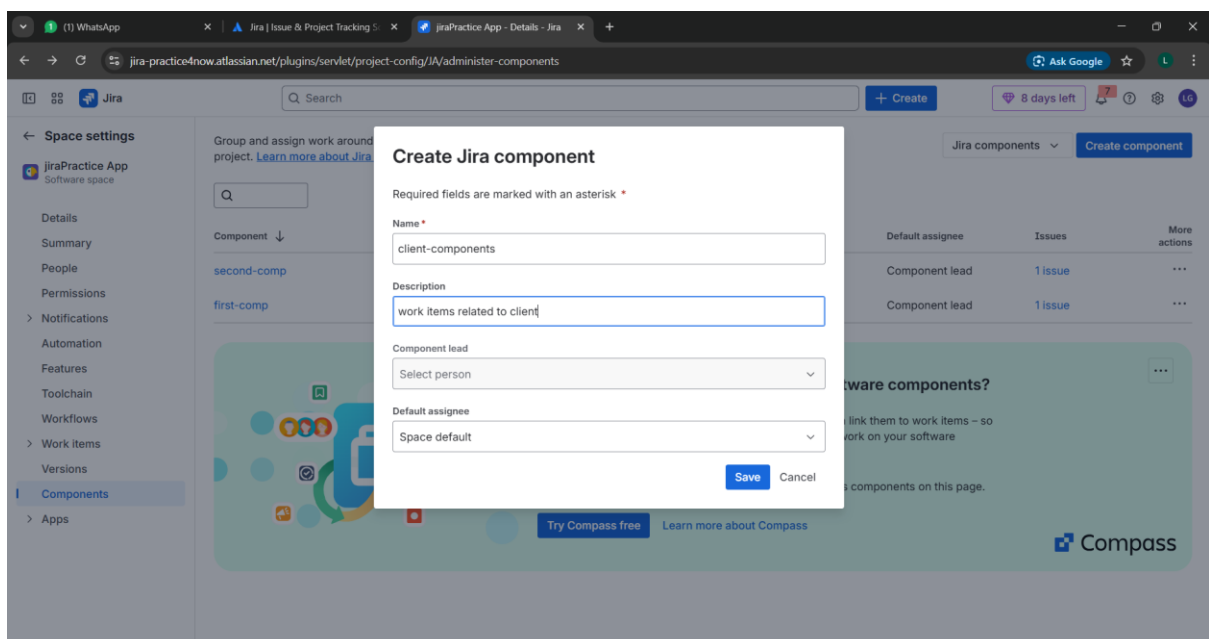 (1) WhatsApp
Jira | Issue & Project Tracking S
jiraPractice App - Details - Jira
jira-practice4now.atlassian.net/plugins/servlet/project-config/JA/administer-components
Ask Google
L
Jira
Search
Create
8 days left
7
LG
Space settings
jiraPractice App
Software space
Details
Summary
People
Permissions
Notifications
Automation
Features
Toolchain
Workflows
Work items
Versions
Components
Apps
Group and assign work around
project. Learn more about Jira
Jira components
Create component
Component
Default assignee
Issues
More
actions
second-comp
Component lead
1 issue
first-comp
Component lead
1 issue
Create Jira component
Required fields are marked with an asterisk *
Name *
client-components
Description
work items related to client
Component lead
Select person
Default assignee
Space default
Save
Cancel
ware components?
link them to work items – so
work on your software
components on this page.
Try Compass free
Learn more about Compass
Compass